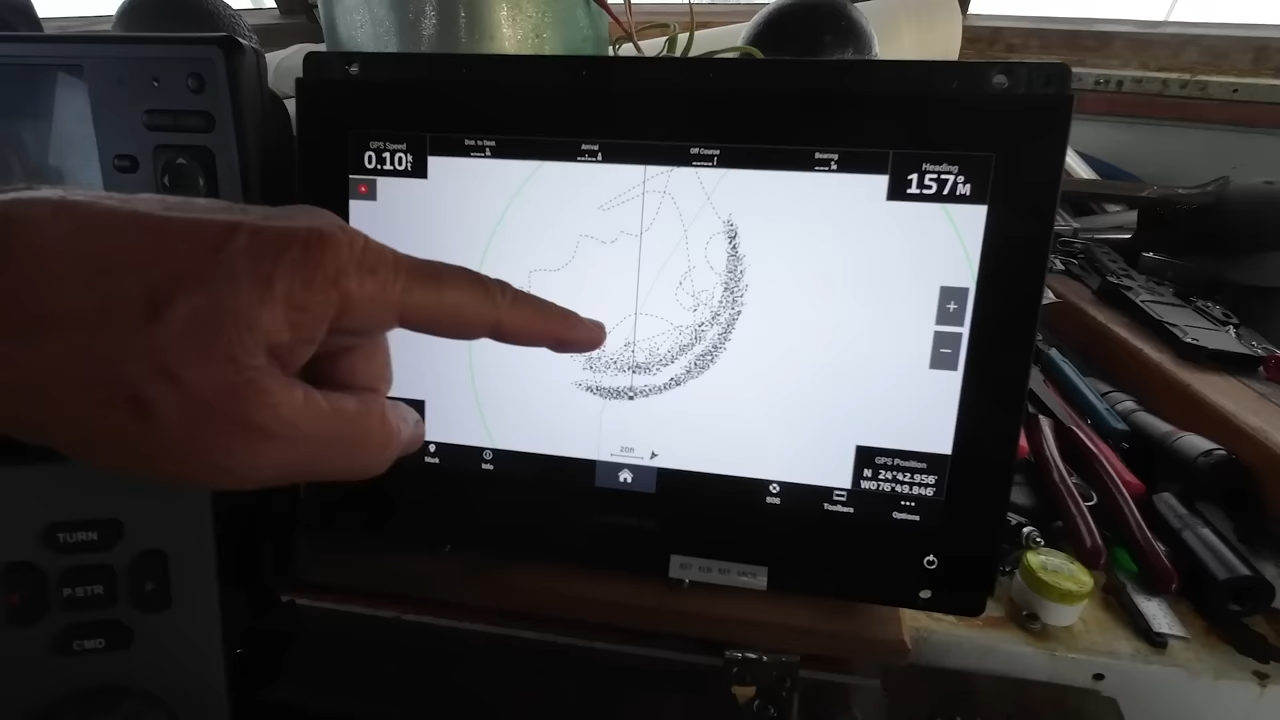 GPS Speed
0.10kt
Dist to Dest
Arrival
Off Course
Bearing
Heading
157°M
+
−
20ft
Mark
Info
SOS
Toolbars
Options
GPS Position
N 24°42.956'
W076°49.846'
TURN
P.STR
CMD